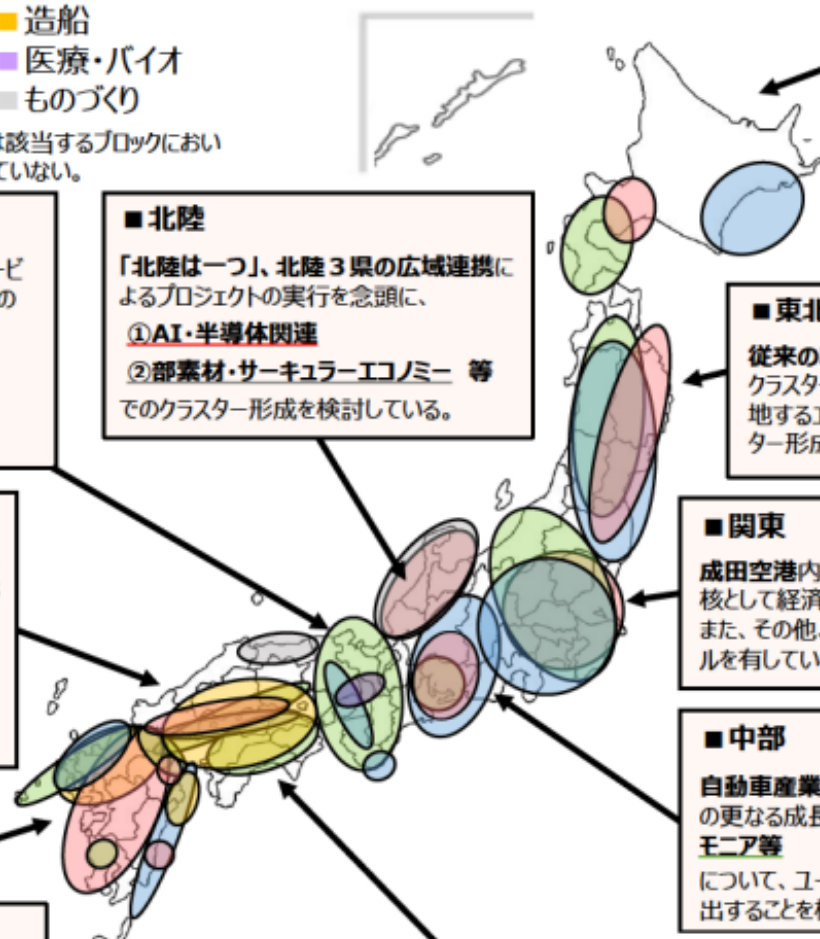 造船
医療・バイオ
ものづくり
は該当するブロックにおい
ていない。
ービ
の
■北陸
「北陸は一つ」、北陸３県の広域連携に
よるプロジェクトの実行を念頭に、
①AI・半導体関連
②部素材・サーキュラーエコノミー 等
でのクラスター形成を検討している。
■東北
従来の
クラスター
地する工
ター形成
■関東
成田空港内
核として経済
また、その他、
ルを有してい
■中部
自動車産業
の更なる成長
モニア等
について、ユー
出することを